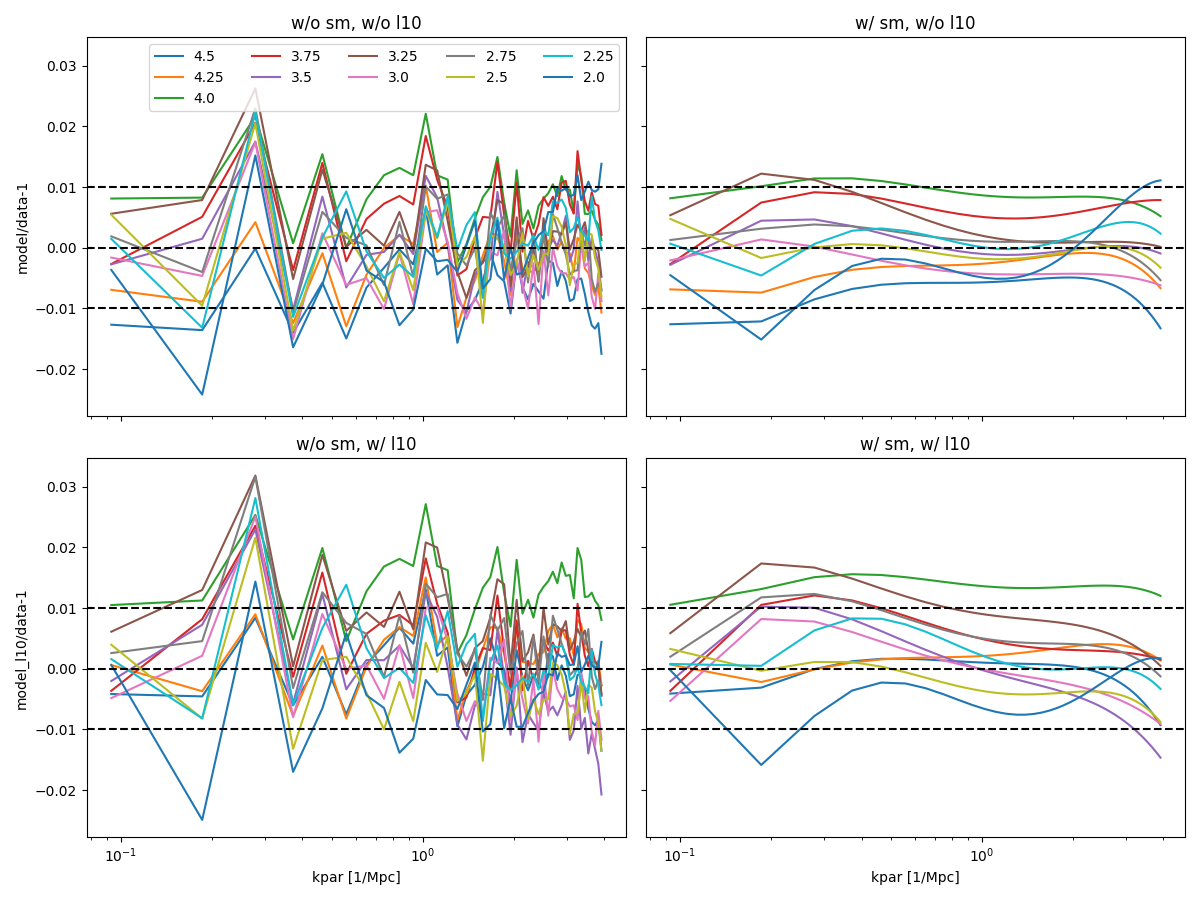 w/o sm, w/o l10
w/ sm, w/o l10
4.5 3.75 3.25 2.75 2.25
4.25 3.5 3.0 2.5 2.0
4.0
0.03
0.02
0.01
0.00
−0.01
−0.02
model/data-1
w/o sm, w/ l10
w/ sm, w/ l10
0.03
0.02
0.01
0.00
−0.01
−0.02
model_l10/data-1
10⁻¹ 10⁰ 10⁻¹ 10⁰
kpar [1/Mpc] kpar [1/Mpc]